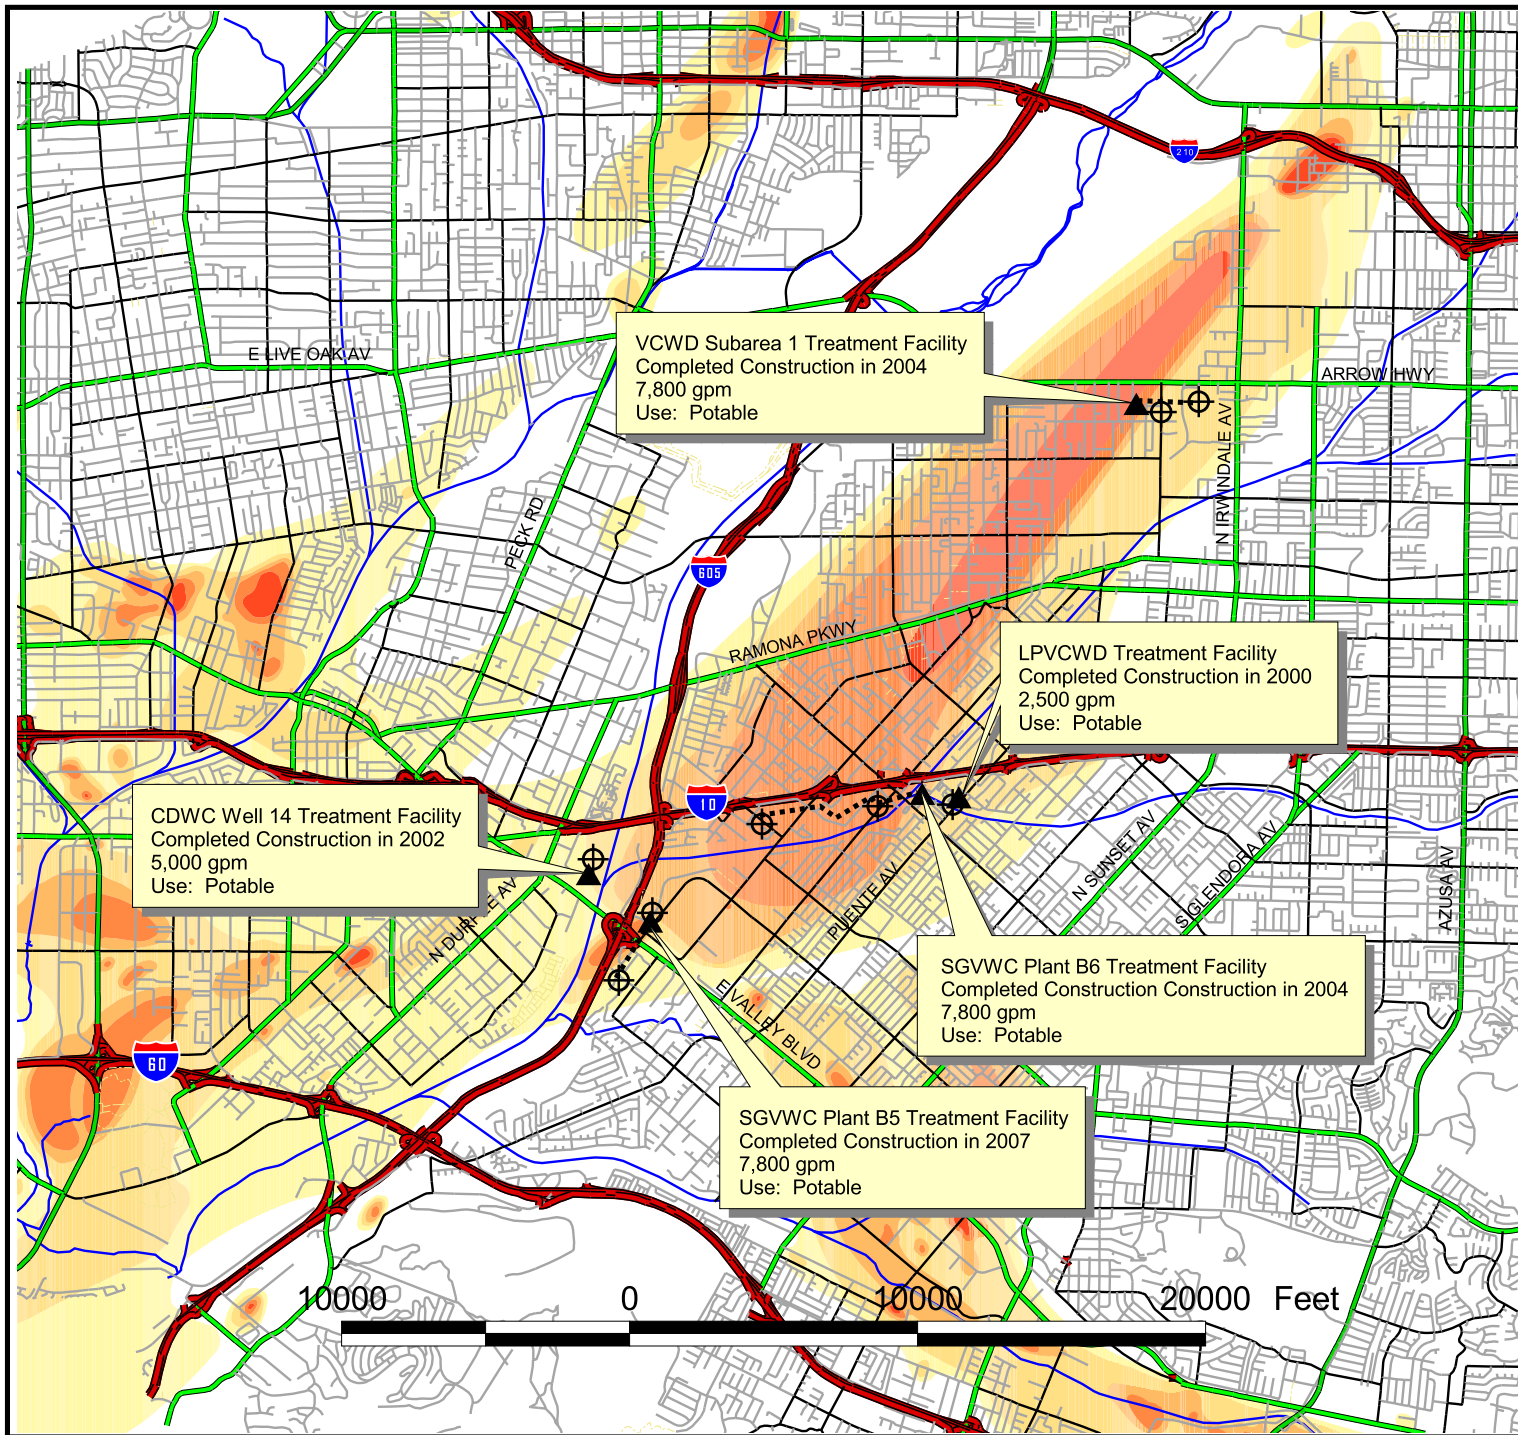 210
E LIVE OAK AV
VCWD Subarea 1 Treatment Facility
Completed Construction in 2004
7,800 gpm
Use: Potable
ARROW HWY
N IRWINDALE AV
PECK RD
605
RAMONA PKWY
LPVCWD Treatment Facility
Completed Construction in 2000
2,500 gpm
Use: Potable
10
CDWC Well 14 Treatment Facility
Completed Construction in 2002
5,000 gpm
Use: Potable
N DURFEE AV
PUENTE AV
N SUNSET AV
S GLENDORA AV
AZUSA AV
SGVWC Plant B6 Treatment Facility
Completed Construction Construction in 2004
7,800 gpm
Use: Potable
E VALLEY BLVD
60
SGVWC Plant B5 Treatment Facility
Completed Construction in 2007
7,800 gpm
Use: Potable
10000 0 10000 20000 Feet